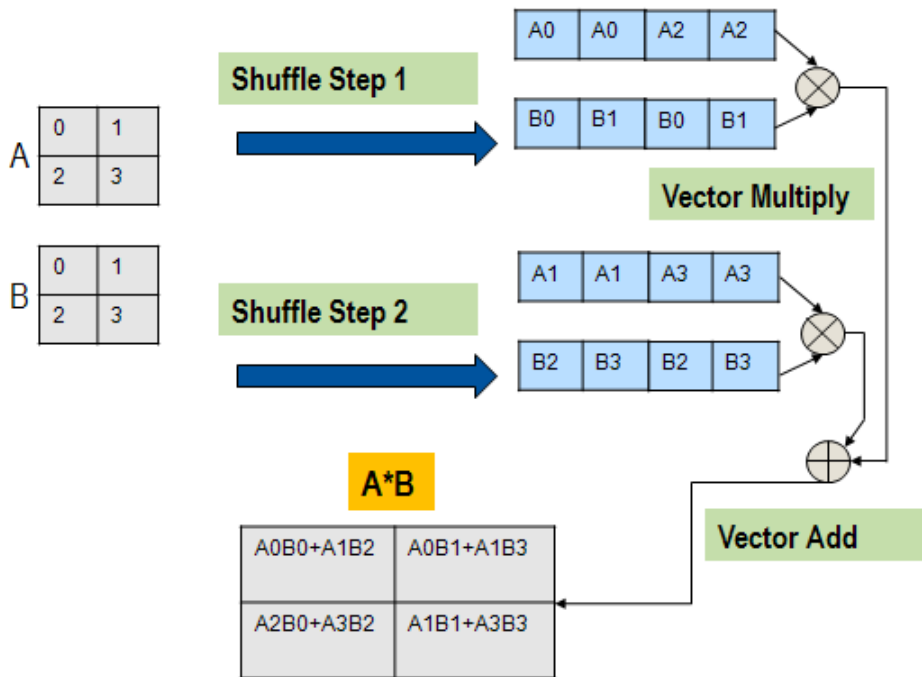 A0 A0 A2 A2
Shuffle Step 1
B0 B1 B0 B1
A
0 1
2 3
Vector Multiply
B
0 1
2 3
A1 A1 A3 A3
Shuffle Step 2
B2 B3 B2 B3
A*B
Vector Add
A0B0+A1B2 A0B1+A1B3
A2B0+A3B2 A1B1+A3B3